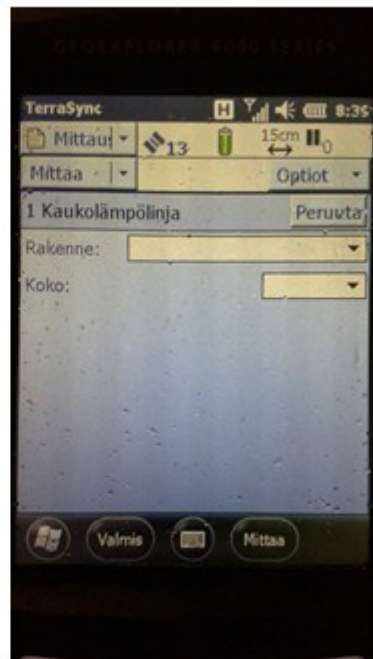 GEOEXPLORER 6000 SERIES
TerraSync H 8:35
Mittaus 13 15cm 0
Mittaa Optiot
1 Kaukolämpölinja Peruuta
Rakenne:
Koko:
Valmis Mittaa